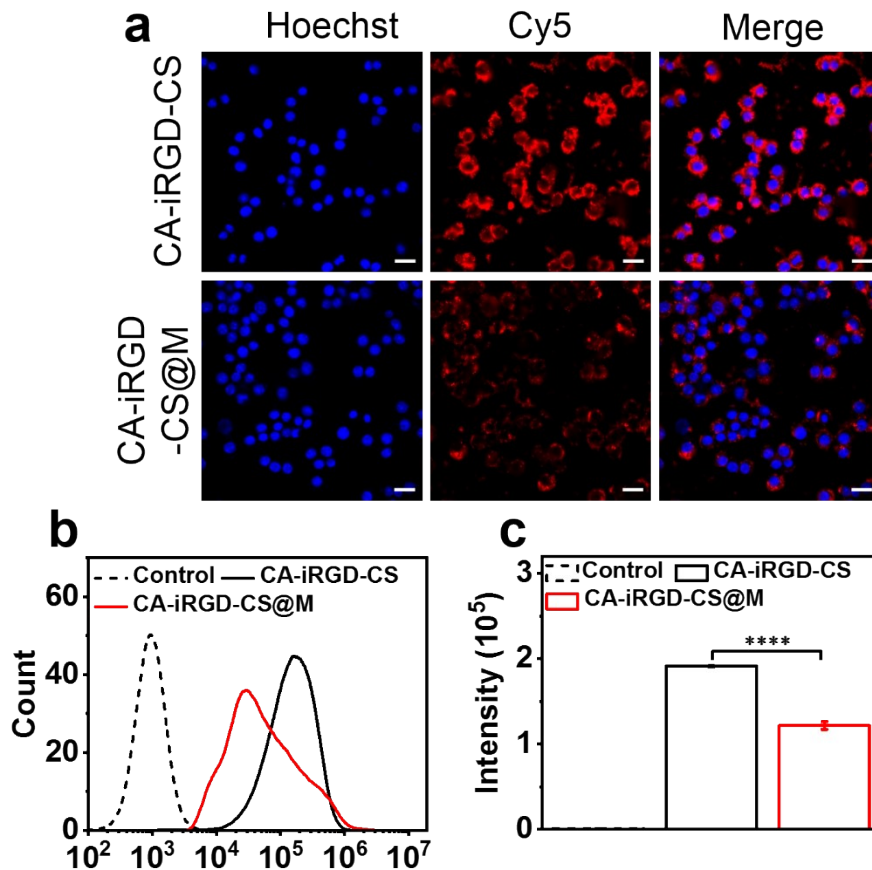 a
Hoechst Cy5 Merge
CA-iRGD-CS
CA-iRGD
-CS@M
b
Control CA-iRGD-CS
CA-iRGD-CS@M
Count
60
40
20
0
10² 10³ 10⁴ 10⁵ 10⁶ 10⁷
c
Control CA-iRGD-CS
CA-iRGD-CS@M
****
Intensity (10⁵)
3
2
1
0